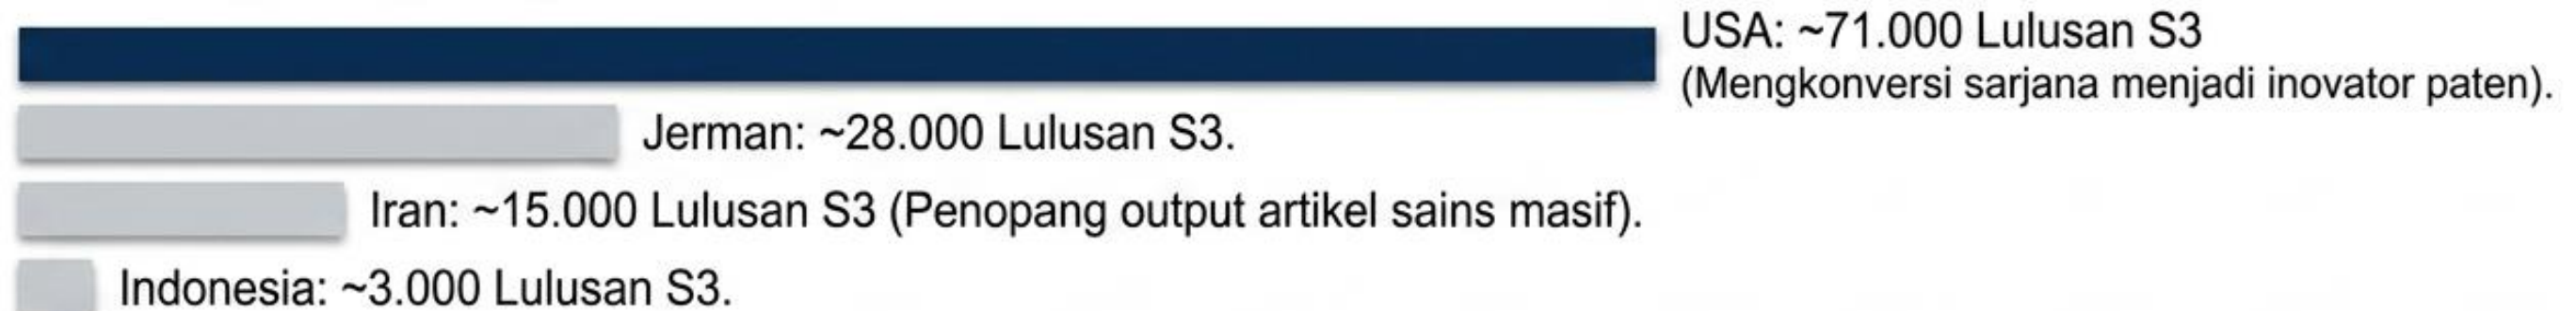 USA: ~71.000 Lulusan S3
(Mengkonversi sarjana menjadi inovator paten).
Jerman: ~28.000 Lulusan S3.
Iran: ~15.000 Lulusan S3 (Penopang output artikel sains masif).
Indonesia: ~3.000 Lulusan S3.